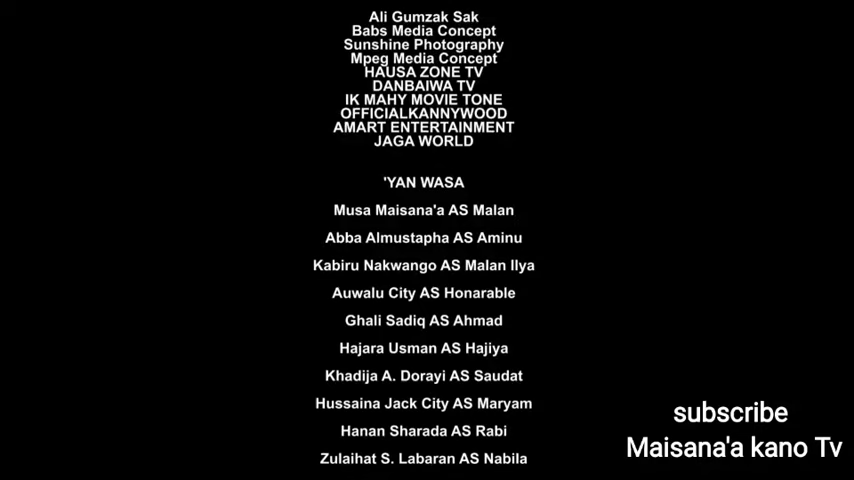 Ali Gumzak Sak
Babs Media Concept
Sunshine Photography
Mpeg Media Concept
HAUSA ZONE TV
DANBAIWA TV
IK MAHY MOVIE TONE
OFFICIALKANNYWOOD
AMART ENTERTAINMENT
JAGA WORLD
'YAN WASA
Musa Maisana'a AS Malan
Abba Almustapha AS Aminu
Kabiru Nakwango AS Malan Ilya
Auwalu City AS Honarable
Ghali Sadiq AS Ahmad
Hajara Usman AS Hajiya
Khadija A. Dorayi AS Saudat
Hussaina Jack City AS Maryam
Hanan Sharada AS Rabi
Zulaihat S. Labaran AS Nabila
subscribe
Maisana'a kano Tv